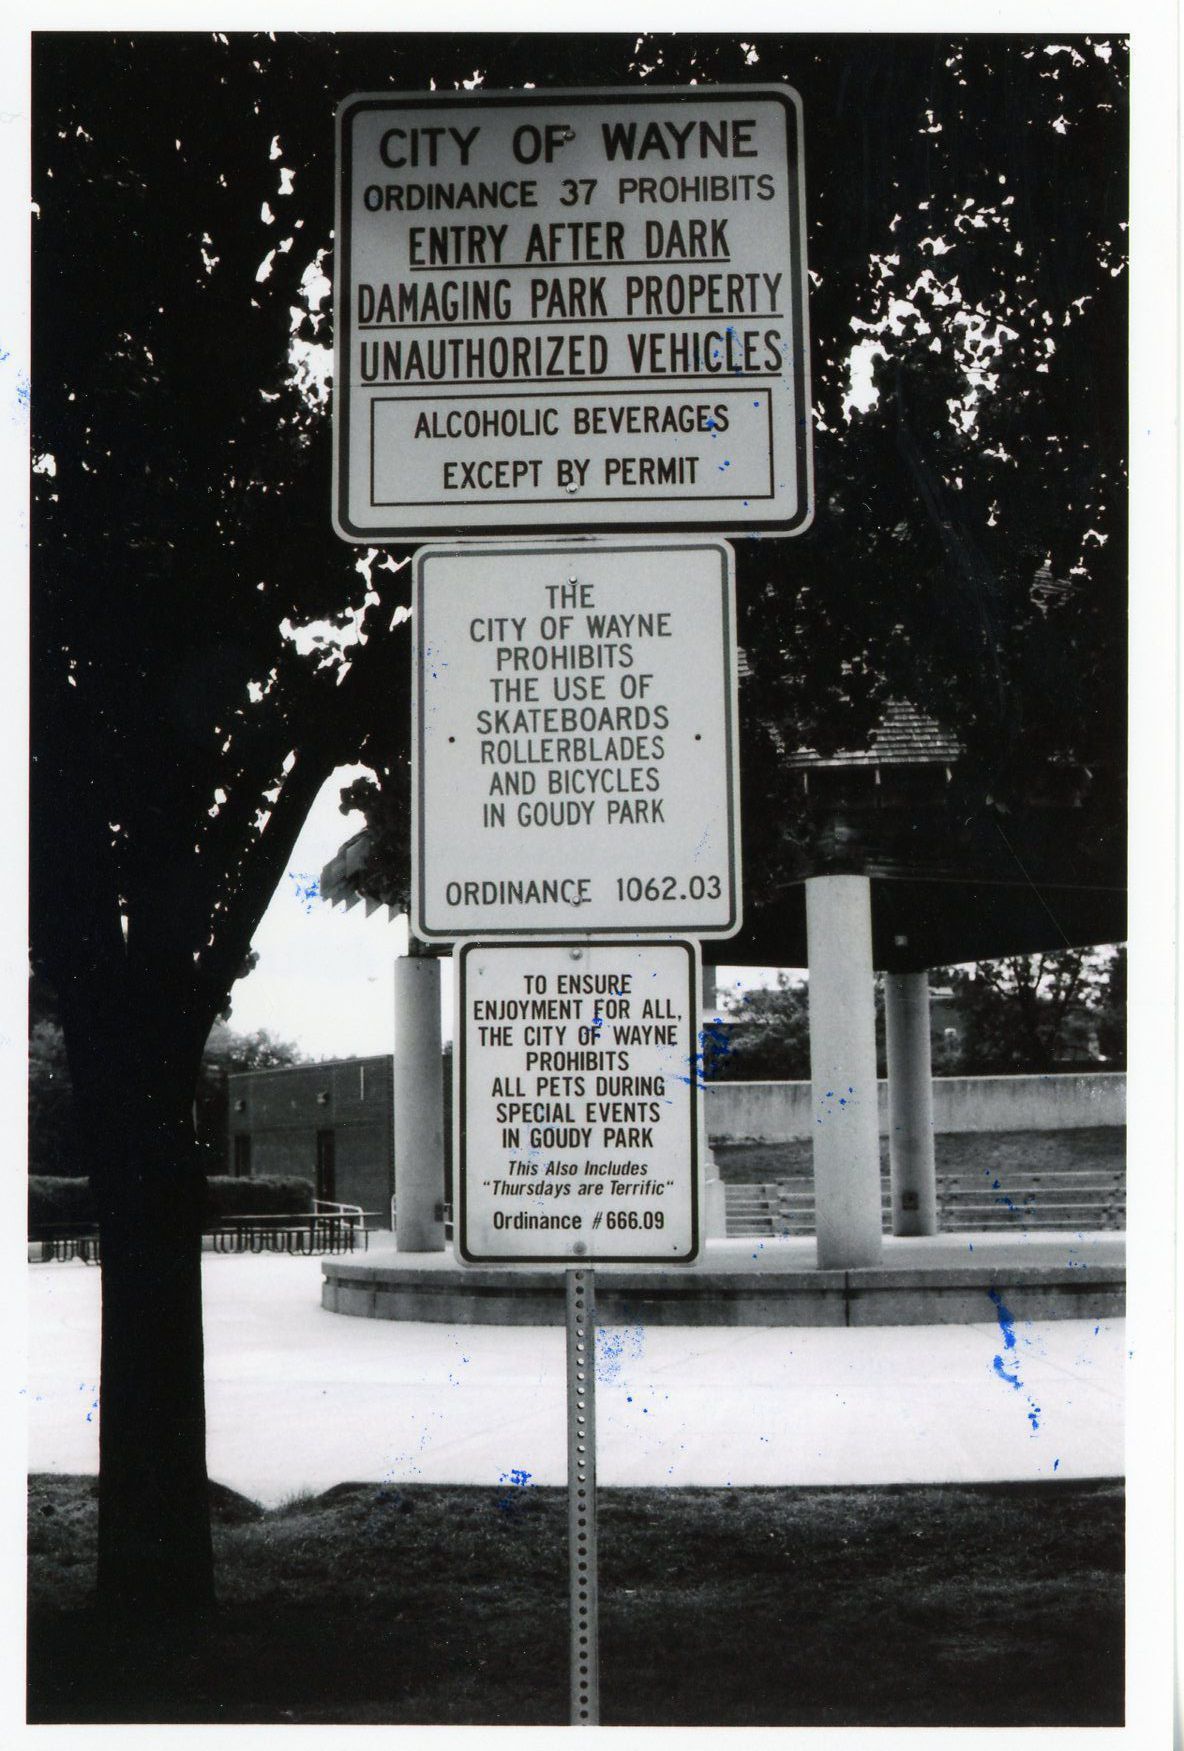 CITY OF WAYNE
ORDINANCE 37 PROHIBITS
ENTRY AFTER DARK
DAMAGING PARK PROPERTY
UNAUTHORIZED VEHICLES
ALCOHOLIC BEVERAGES
EXCEPT BY PERMIT
THE
CITY OF WAYNE
PROHIBITS
THE USE OF
SKATEBOARDS
ROLLERBLADES
AND BICYCLES
IN GOUDY PARK
ORDINANCE 1062.03
TO ENSURE
ENJOYMENT FOR ALL,
THE CITY OF WAYNE
PROHIBITS
ALL PETS DURING
SPECIAL EVENTS
IN GOUDY PARK
This Also Includes
"Thursdays are Terrific"
Ordinance #666.09